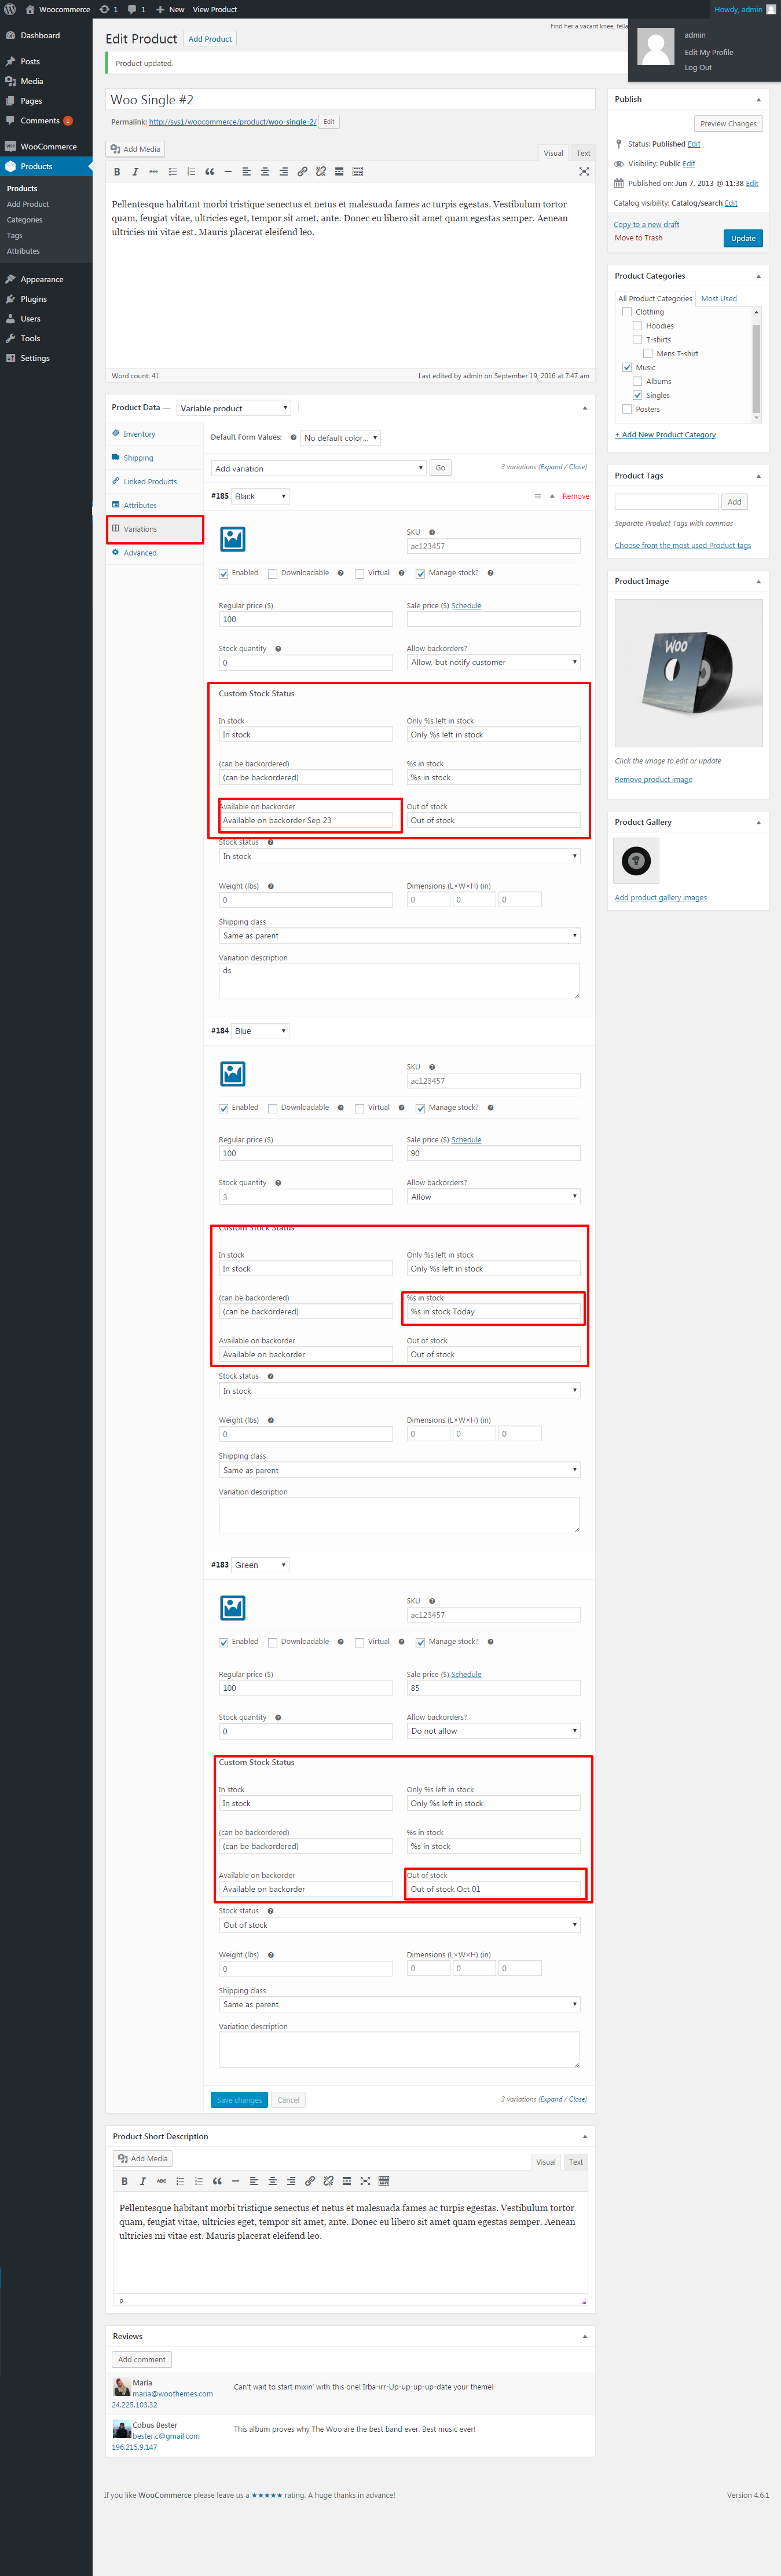 Woocommerce 1 1 New View Product Howdy, admin
admin
Edit My Profile
Log Out
Dashboard
Posts
Media
Pages
Comments 1
WooCommerce
Products
Products
Add Product
Categories
Tags
Attributes
Appearance
Plugins
Users
Tools
Settings
Find her a vacant knee, fella
Edit Product Add Product
Product updated.
Woo Single #2
Permalink: http://sys1/woocommerce/product/woo-single-2/ Edit
Add Media Visual Text
Pellentesque habitant morbi tristique senectus et netus et malesuada fames ac turpis egestas. Vestibulum tortor
quam, feugiat vitae, ultricies eget, tempor sit amet, ante. Donec eu libero sit amet quam egestas semper. Aenean
ultricies mi vitae est. Mauris placerat eleifend leo.
Word count: 41 Last edited by admin on September 19, 2016 at 7:47 am
Product Data — Variable product
Inventory
Shipping
Linked Products
Attributes
Variations
Advanced
Default Form Values: No default color...
Add variation Go 3 variations (Expand / Close)
#185 Black Remove
SKU
ac123457
Enabled Downloadable Virtual Manage stock?
Regular price ($) Sale price ($) Schedule
100
Stock quantity Allow backorders?
0 Allow, but notify customer
Custom Stock Status
In stock Only %s left in stock
In stock Only %s left in stock
(can be backordered) %s in stock
(can be backordered) %s in stock
Available on backorder Out of stock
Available on backorder Sep 23 Out of stock
Stock status
In stock
Weight (lbs) Dimensions (L×W×H) (in)
0 0 0 0
Shipping class
Same as parent
Variation description
ds
#184 Blue
SKU
ac123457
Enabled Downloadable Virtual Manage stock?
Regular price ($) Sale price ($) Schedule
100 90
Stock quantity Allow backorders?
3 Allow
Custom Stock Status
In stock Only %s left in stock
In stock Only %s left in stock
(can be backordered) %s in stock
(can be backordered) %s in stock Today
Available on backorder Out of stock
Available on backorder Out of stock
Stock status
In stock
Weight (lbs) Dimensions (L×W×H) (in)
0 0 0 0
Shipping class
Same as parent
Variation description
#183 Green
SKU
ac123457
Enabled Downloadable Virtual Manage stock?
Regular price ($) Sale price ($) Schedule
100 85
Stock quantity Allow backorders?
0 Do not allow
Custom Stock Status
In stock Only %s left in stock
In stock Only %s left in stock
(can be backordered) %s in stock
(can be backordered) %s in stock
Available on backorder Out of stock
Available on backorder Out of stock Oct 01
Stock status
Out of stock
Weight (lbs) Dimensions (L×W×H) (in)
0 0 0 0
Shipping class
Same as parent
Variation description
Save changes Cancel 3 variations (Expand / Close)
Product Short Description
Add Media Visual Text
Pellentesque habitant morbi tristique senectus et netus et malesuada fames ac turpis egestas. Vestibulum tortor
quam, feugiat vitae, ultricies eget, tempor sit amet, ante. Donec eu libero sit amet quam egestas semper. Aenean
ultricies mi vitae est. Mauris placerat eleifend leo.
p
Reviews
Add comment
Maria
maria@woothemes.com
24.225.103.32
Can't wait to start mixin' with this one! Irba-irr-Up-up-up-up-date your theme!
Cobus Bester
bester.c@gmail.com
196.215.9.147
This album proves why The Woo are the best band ever. Best music ever!
Publish
Preview Changes
Status: Published Edit
Visibility: Public Edit
Published on: Jun 7, 2013 @ 11:38 Edit
Catalog visibility: Catalog/search Edit
Copy to a new draft
Move to Trash Update
Product Categories
All Product Categories Most Used
Clothing
Hoodies
T-shirts
Mens T-shirt
Music
Albums
Singles
Posters
+ Add New Product Category
Product Tags
Add
Separate Product Tags with commas
Choose from the most used Product tags
Product Image
WOO
Click the image to edit or update
Remove product image
Product Gallery
Add product gallery images
If you like WooCommerce please leave us a ★★★★★ rating. A huge thanks in advance! Version 4.6.1